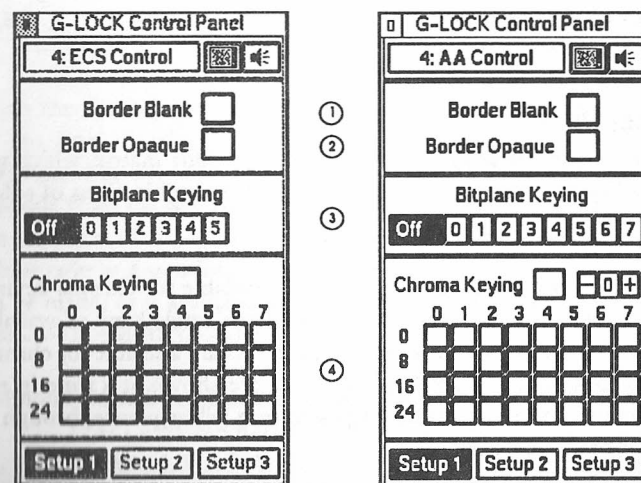 G-LOCK Control Panel
4: ECS Control
Border Blank
Border Opaque
Bitplane Keying
Off 0 1 2 3 4 5
Chroma Keying
0 1 2 3 4 5 6 7
0
8
16
24
Setup 1 Setup 2 Setup 3
1
2
3
4
0 G-LOCK Control Panel
4: AA Control
Border Blank
Border Opaque
Bitplane Keying
Off 0 1 2 3 4 5 6 7
Chroma Keying - 0 +
0 1 2 3 4 5 6 7
0
8
16
24
Setup 1 Setup 2 Setup 3